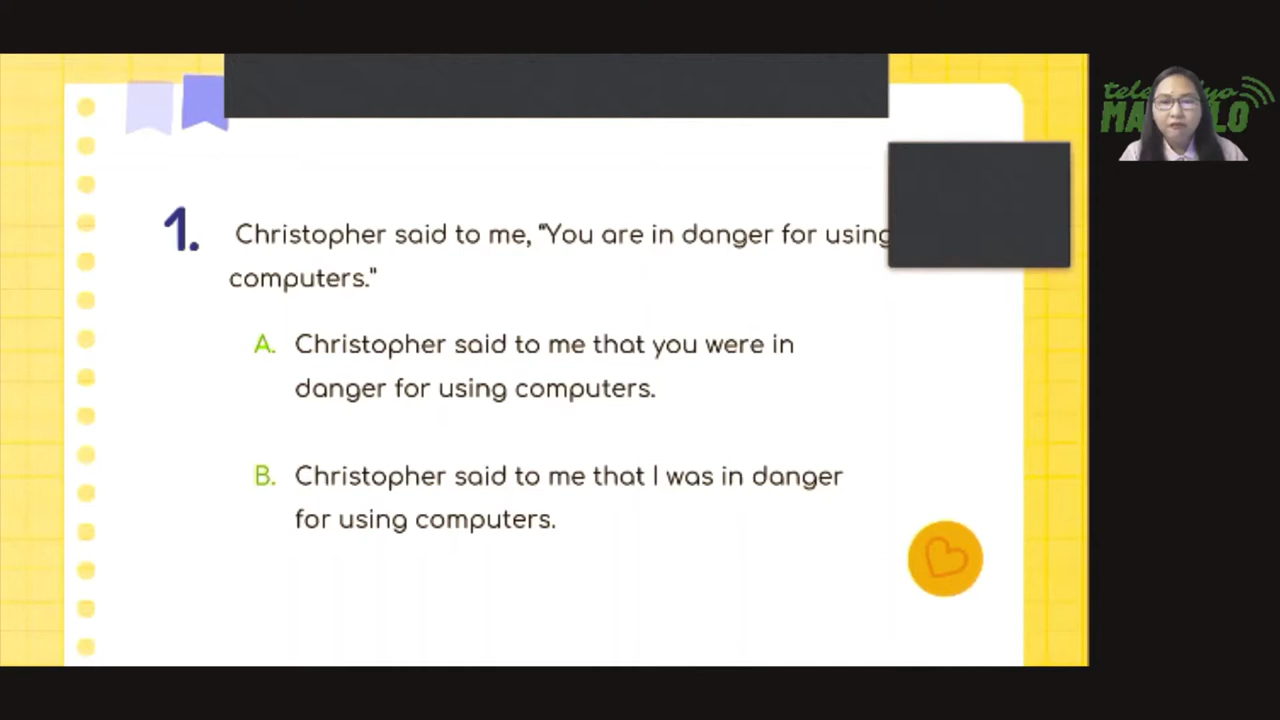 1. Christopher said to me, "You are in danger for using
computers."
A. Christopher said to me that you were in
danger for using computers.
B. Christopher said to me that I was in danger
for using computers.